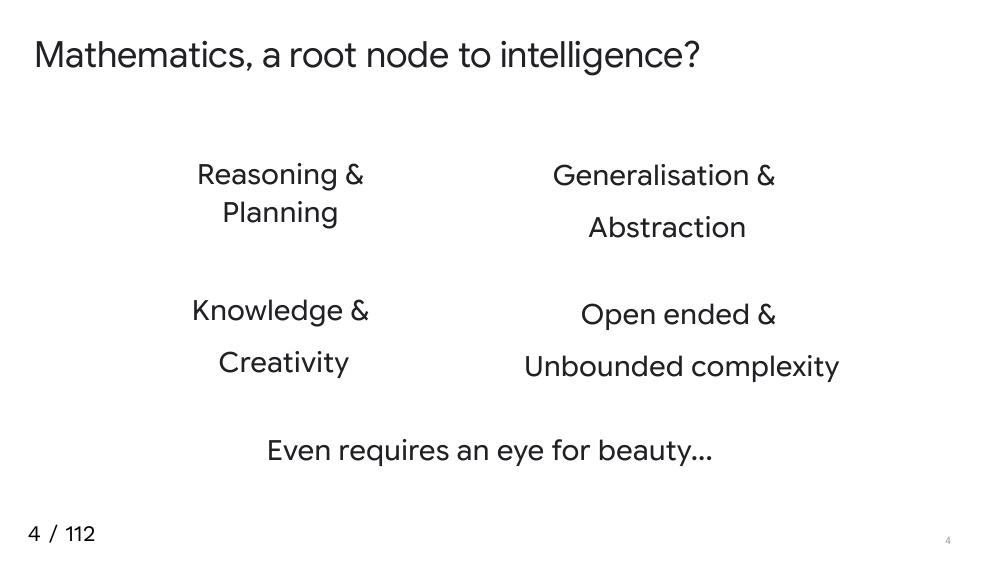 Mathematics, a root node to intelligence?
Reasoning &
Planning
Generalisation &
Abstraction
Knowledge &
Creativity
Open ended &
Unbounded complexity
Even requires an eye for beauty...
4 / 112
4